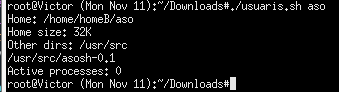 root@Victor (Mon Nov 11):~/Downloads#./usuaris.sh aso
Home: /home/homeB/aso
Home size: 32K
Other dirs: /usr/src
/usr/src/asosh-0.1
Active processes: 0
root@Victor (Mon Nov 11):~/Downloads#